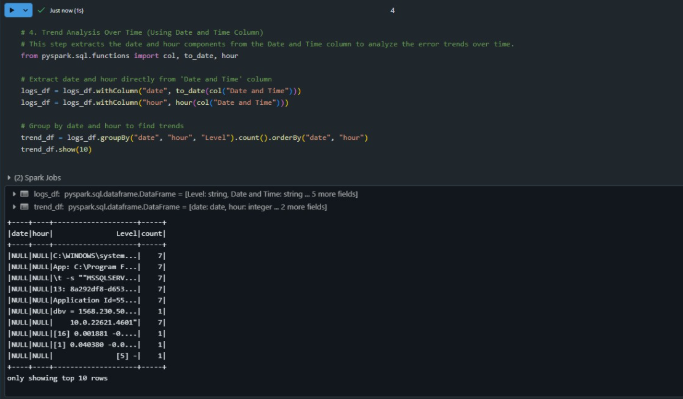 Just now (1s)
4
# 4. Trend Analysis Over Time (Using Date and Time Column)
# This step extracts the date and hour components from the Date and Time column to analyze the error trends over time.
from pyspark.sql.functions import col, to_date, hour
# Extract date and hour directly from 'Date and Time' column
logs_df = logs_df.withColumn("date", to_date(col("Date and Time")))
logs_df = logs_df.withColumn("hour", hour(col("Date and Time")))
# Group by date and hour to find trends
trend_df = logs_df.groupBy("date", "hour", "Level").count().orderBy("date", "hour")
trend_df.show(10)
(2) Spark Jobs
logs_df: pyspark.sql.dataframe.DataFrame = [Level: string, Date and Time: string ... 5 more fields]
trend_df: pyspark.sql.dataframe.DataFrame = [date: date, hour: integer ... 2 more fields]
+----+----+--------------------+-----+
|date|hour|               Level|count|
+----+----+--------------------+-----+
|NULL|NULL|C:\WINDOWS\system...|    7|
|NULL|NULL|App: C:\Program F...|    7|
|NULL|NULL|\t -s ""MSSQLSERV...|    7|
|NULL|NULL|13: 8a292df8-d653...|    7|
|NULL|NULL|Application Id=55...|    7|
|NULL|NULL|dbv = 1568.230.50...|    1|
|NULL|NULL|    10.0.22621.4601"|    7|
|NULL|NULL|[16] 0.001881 -0....|    1|
|NULL|NULL|[1] 0.040380 -0.0...|    1|
|NULL|NULL|               [5] -|    1|
+----+----+--------------------+-----+
only showing top 10 rows